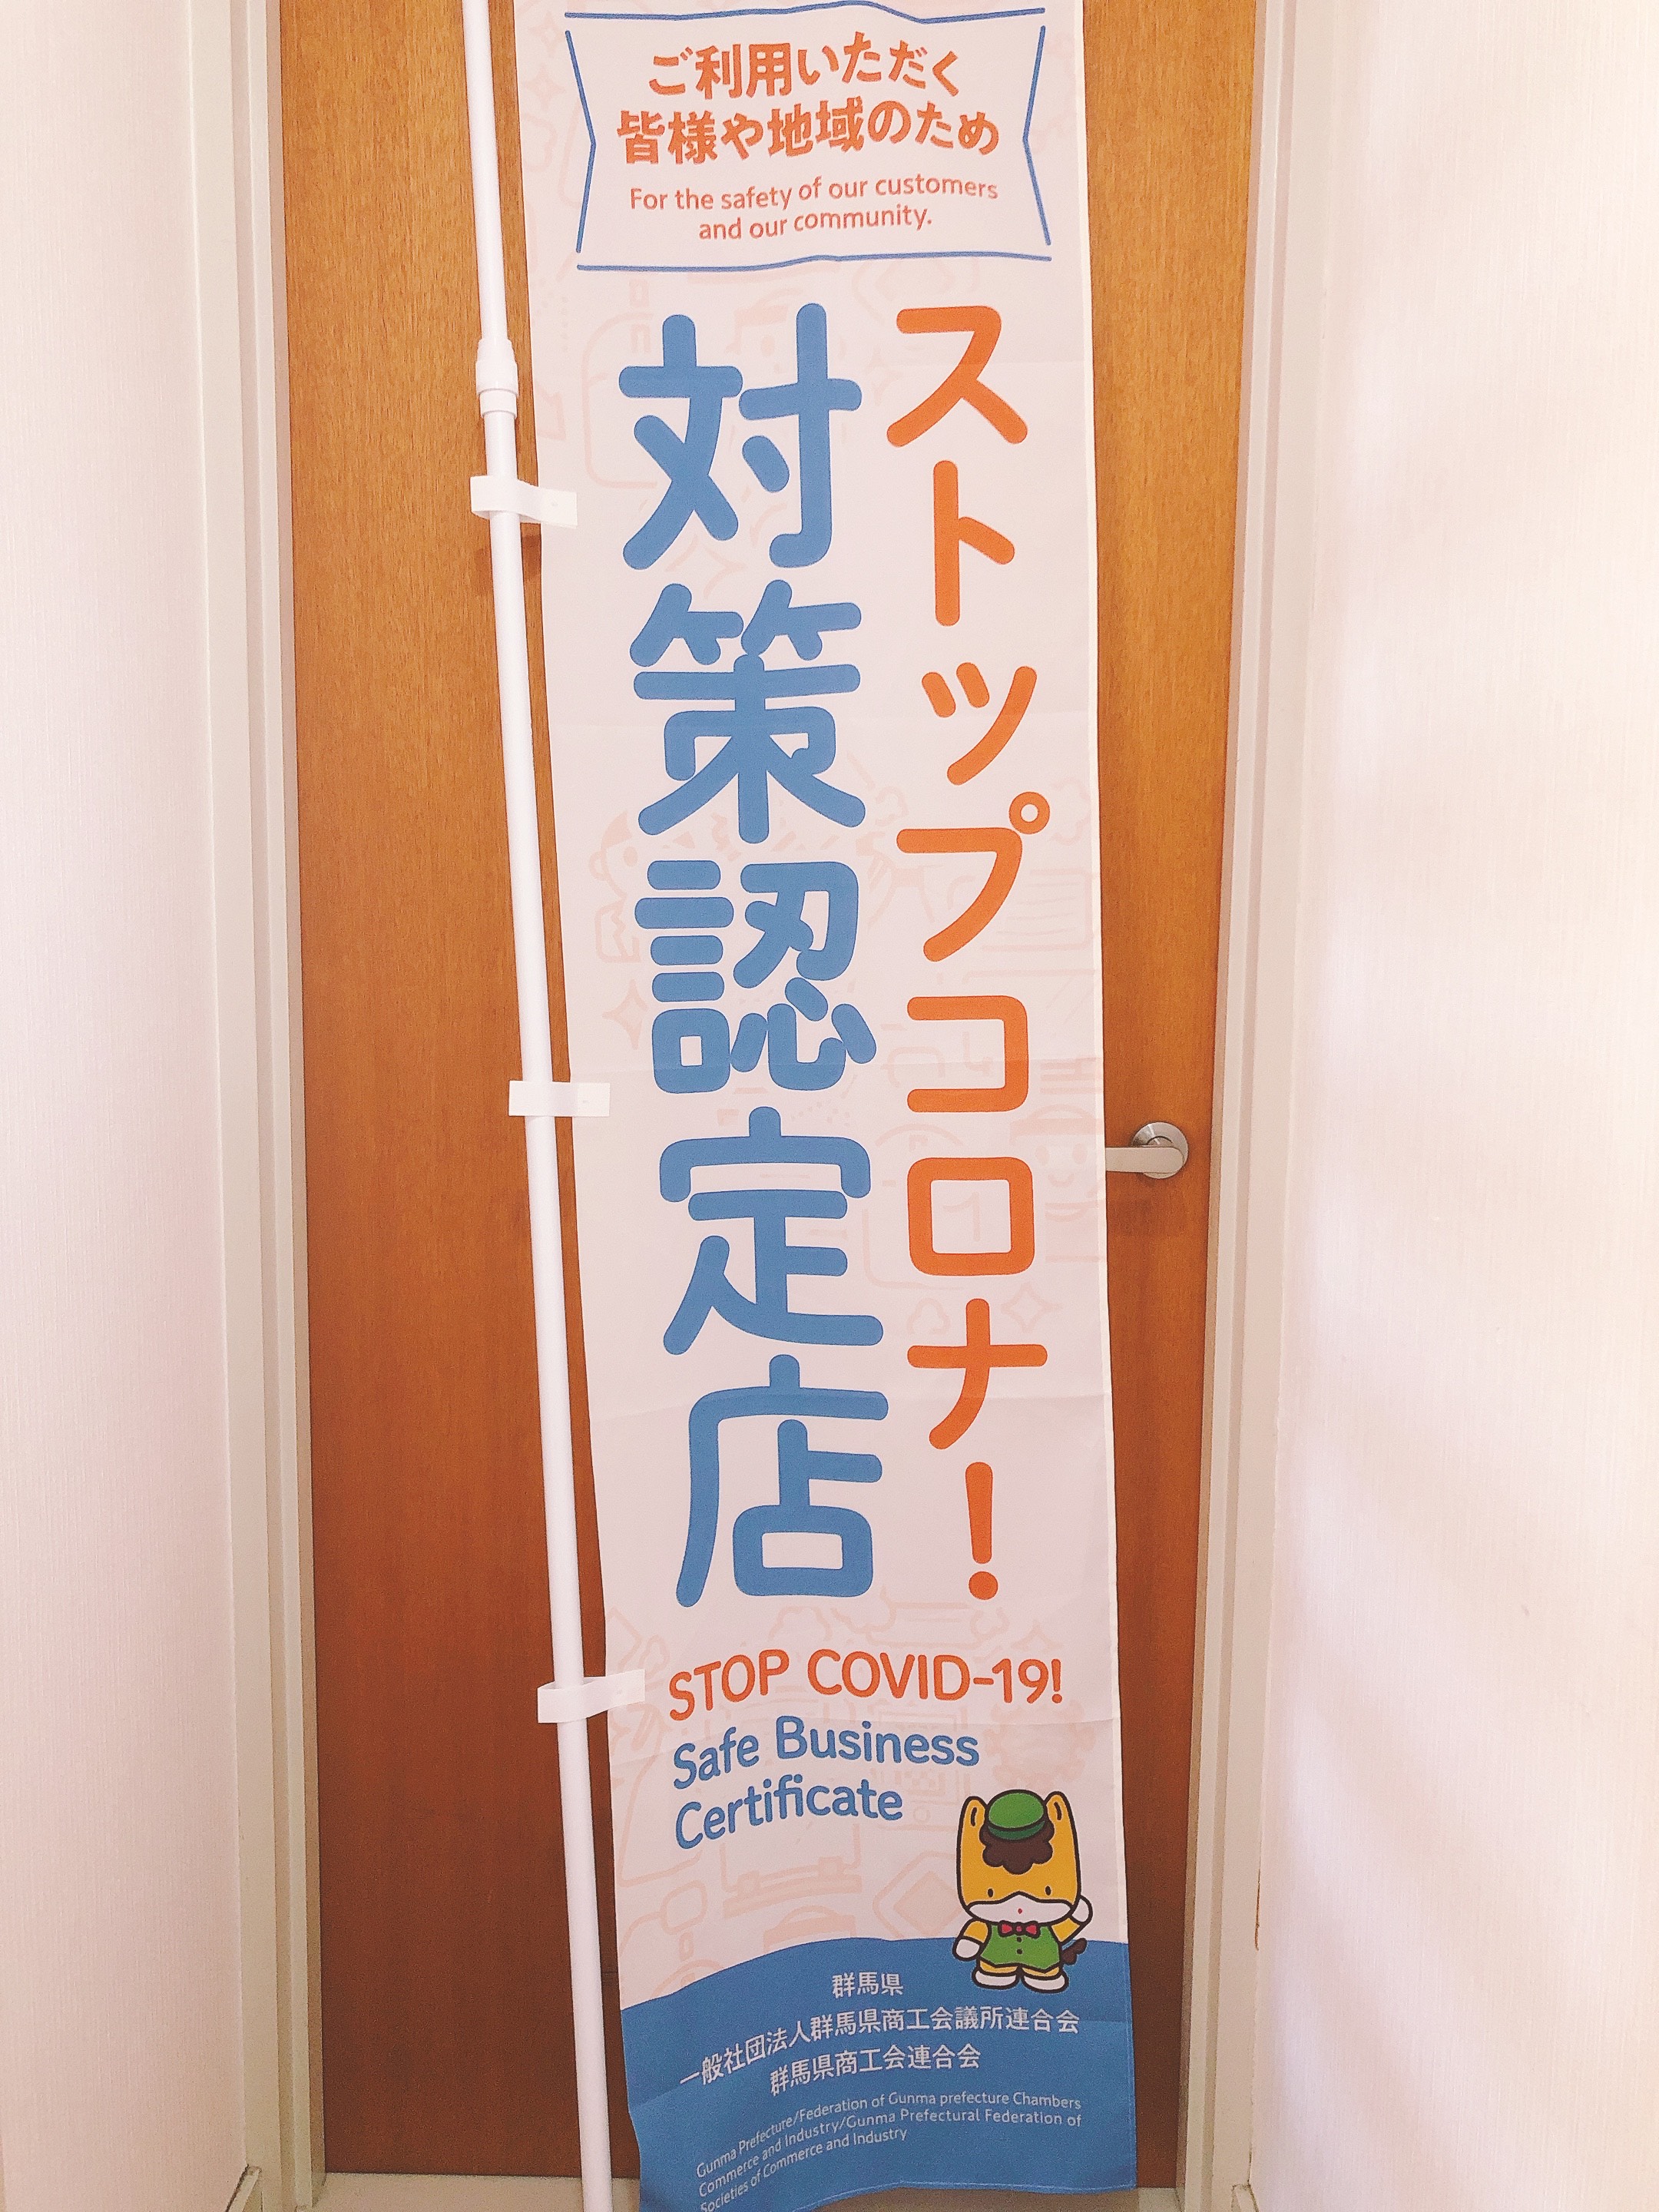 ご利用いただく
皆様や地域のため
For the safety of our customers
and our community.
ストップコロナ！
対策認定店
STOP COVID-19!
Safe Business
Certificate
群馬県
一般社団法人群馬県商工会議所連合会
群馬県商工会連合会
Gunma Prefecture/Federation of Gunma prefecture Chambers
Commerce and Industry/Gunma Prefectural Federation of
Societies of Commerce and Industry